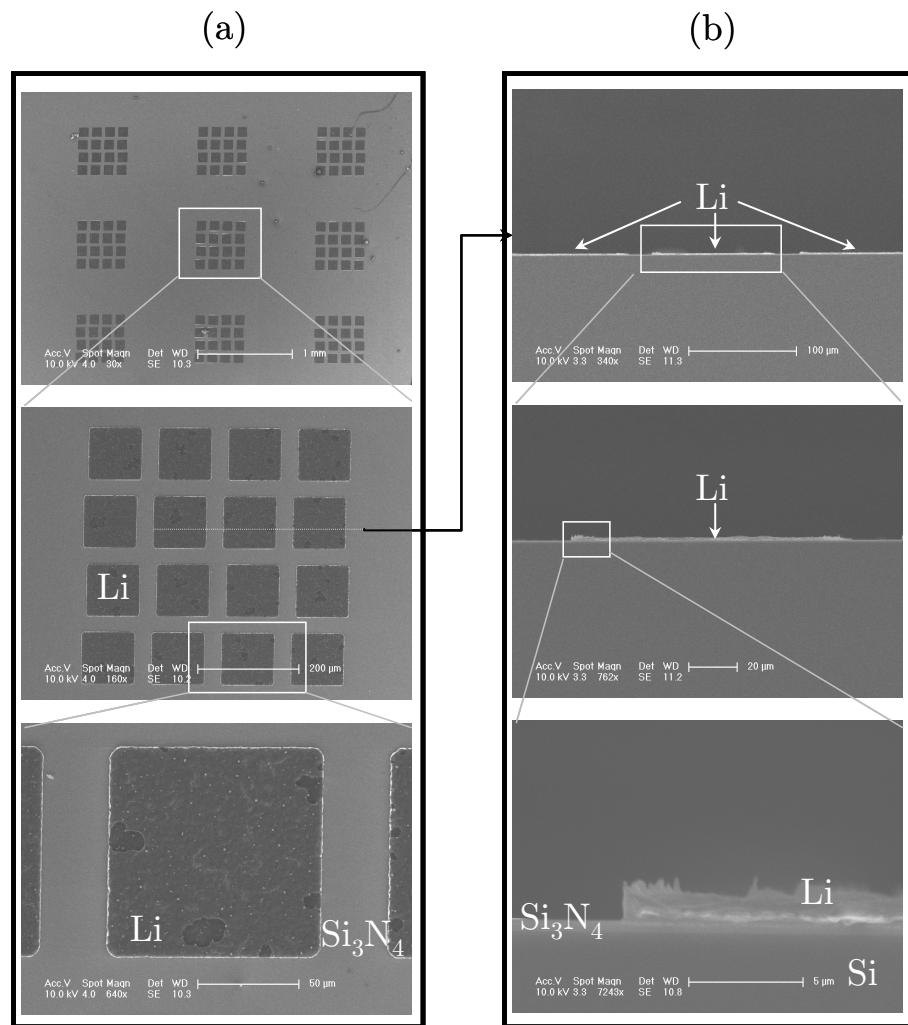 (a)
Acc.V Spot Magn Det WD 1 mm
10.0 kV 4.0 30x SE 10.3
Li
Acc.V Spot Magn Det WD 200 µm
10.0 kV 4.0 160x SE 10.2
Li
Si₃N₄
Acc.V Spot Magn Det WD 50 µm
10.0 kV 4.0 640x SE 10.3
(b)
Li
Acc.V Spot Magn Det WD 100 µm
10.0 kV 3.3 340x SE 11.3
Li
Acc.V Spot Magn Det WD 20 µm
10.0 kV 3.3 762x SE 11.2
Li
Si₃N₄
Si
Acc.V Spot Magn Det WD 5 µm
10.0 kV 3.3 7243x SE 10.8